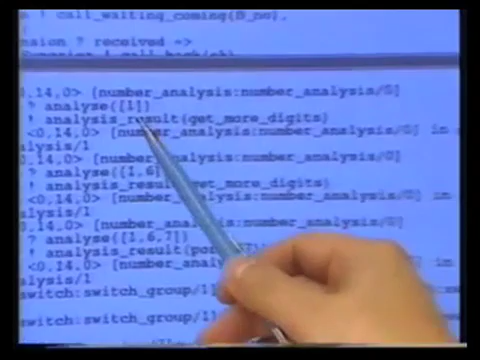 ! call_waiting_coming(B_no),
nsion ? received =>
0.14,0> [number_analysis:number_analysis/0]
? analyse([1])
! analysis_result(get_more_digits)
<0,14,0> [number_analysis:number_analysis/0] in
alysis/1
0.14,0> [number_analysis:number_analysis/0]
? analyse([1,6]
! analysis_result(get_more_digits)
<0,14,0> [number_analysis:number_analysis/0] in
alysis/1
0.14,0> [number_analysis:number_analysis/0]
? analyse([1,6,7])
! analysis_result(
<0,14,0> [number_ in
alysis/1
switch:switch_group/1]
switch:switch_group/1]